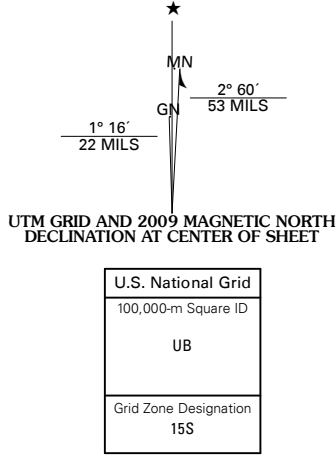 ★
MN
GN
2° 60´
53 MILS
1° 16´
22 MILS
UTM GRID AND 2009 MAGNETIC NORTH
DECLINATION AT CENTER OF SHEET
U.S. National Grid
100,000-m Square ID
UB
Grid Zone Designation
15S